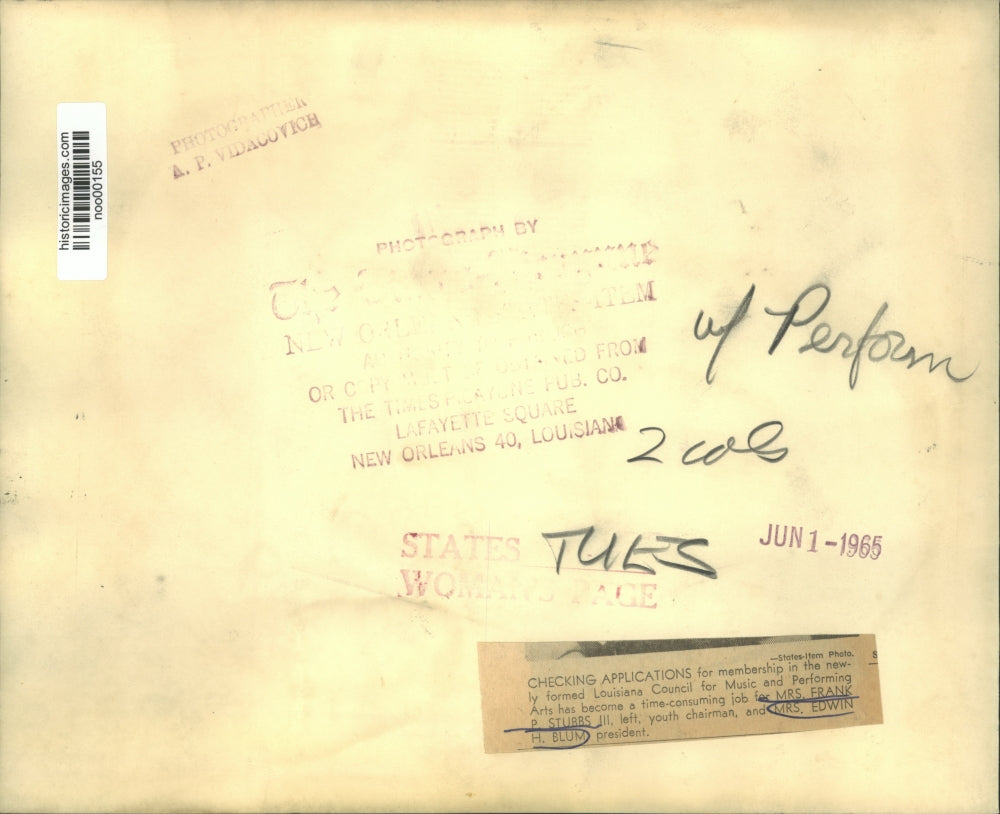 historicimages.com
noo00155
PHOTOGRAPHER
A. P. VIDACOVICH
PHOTOGRAPH BY
The
NEW ORLEANS STATES-ITEM
OR COPY MUST BE OBTAINED FROM
THE TIMES-PICAYUNE PUB. CO.
LAFAYETTE SQUARE
NEW ORLEANS 40, LOUISIANA
w/ Perform
2 cols
STATES
WOMAN'S PAGE
TUES
JUN 1-1965
—States-Item Photo.
CHECKING APPLICATIONS for membership in the new-
ly formed Louisiana Council for Music and Performing
Arts has become a time-consuming job for MRS. FRANK
P. STUBBS III, left, youth chairman, and MRS. EDWIN
H. BLUM president.
S